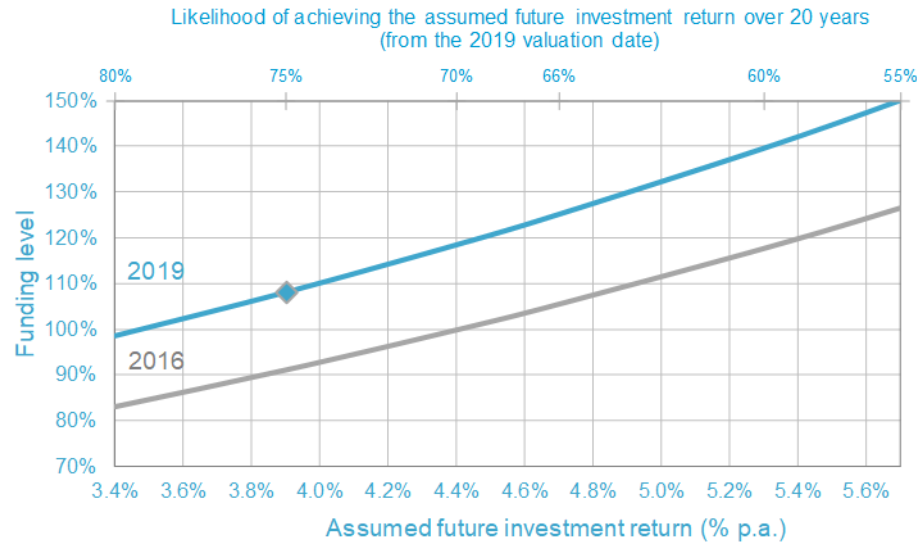 Likelihood of achieving the assumed future investment return over 20 years
(from the 2019 valuation date)
80% 75% 70% 66% 60% 55%
150%
140%
130%
120%
110%
100%
90%
80%
70%
Funding level
2019
2016
3.4% 3.6% 3.8% 4.0% 4.2% 4.4% 4.6% 4.8% 5.0% 5.2% 5.4% 5.6%
Assumed future investment return (% p.a.)